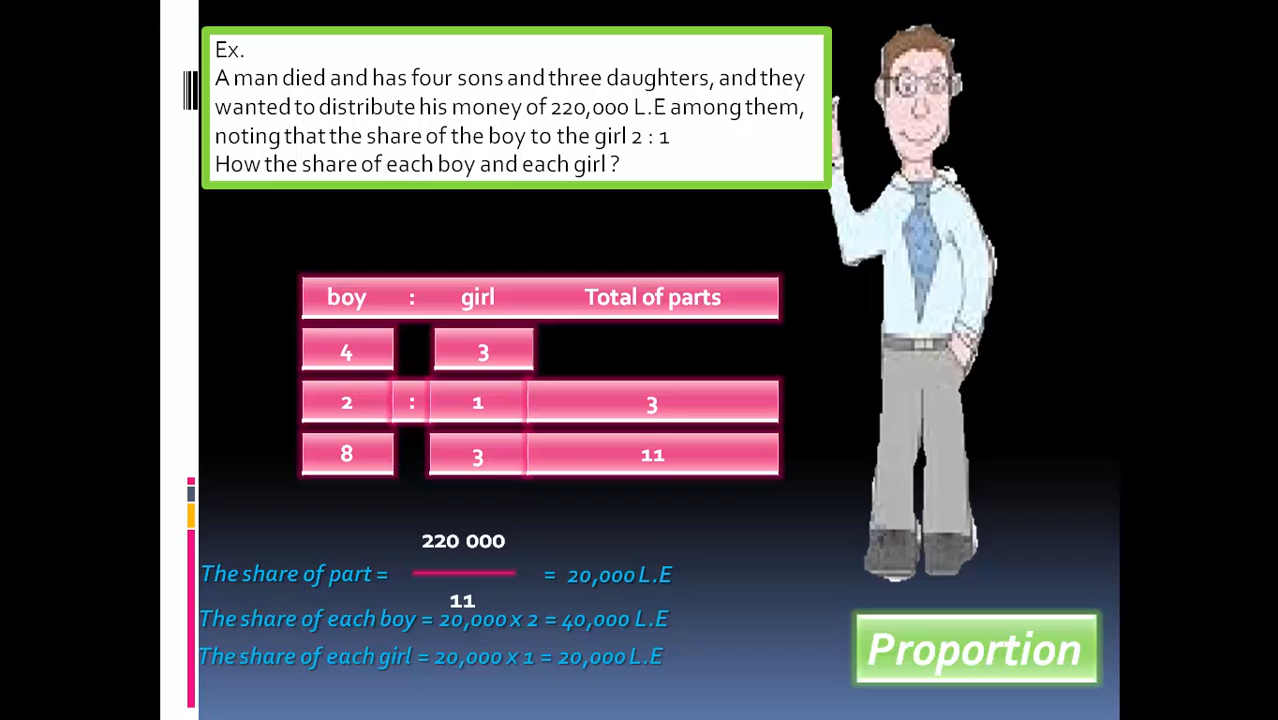 Ex.
A man died and has four sons and three daughters, and they
wanted to distribute his money of 220,000 L.E among them,
noting that the share of the boy to the girl 2 : 1
How the share of each boy and each girl ?
boy : girl Total of parts
4 3
2 : 1 3
8 3 11
220 000
The share of part = = 20,000 L.E
11
The share of each boy = 20,000 x 2 = 40,000 L.E
The share of each girl = 20,000 x 1 = 20,000 L.E
Proportion